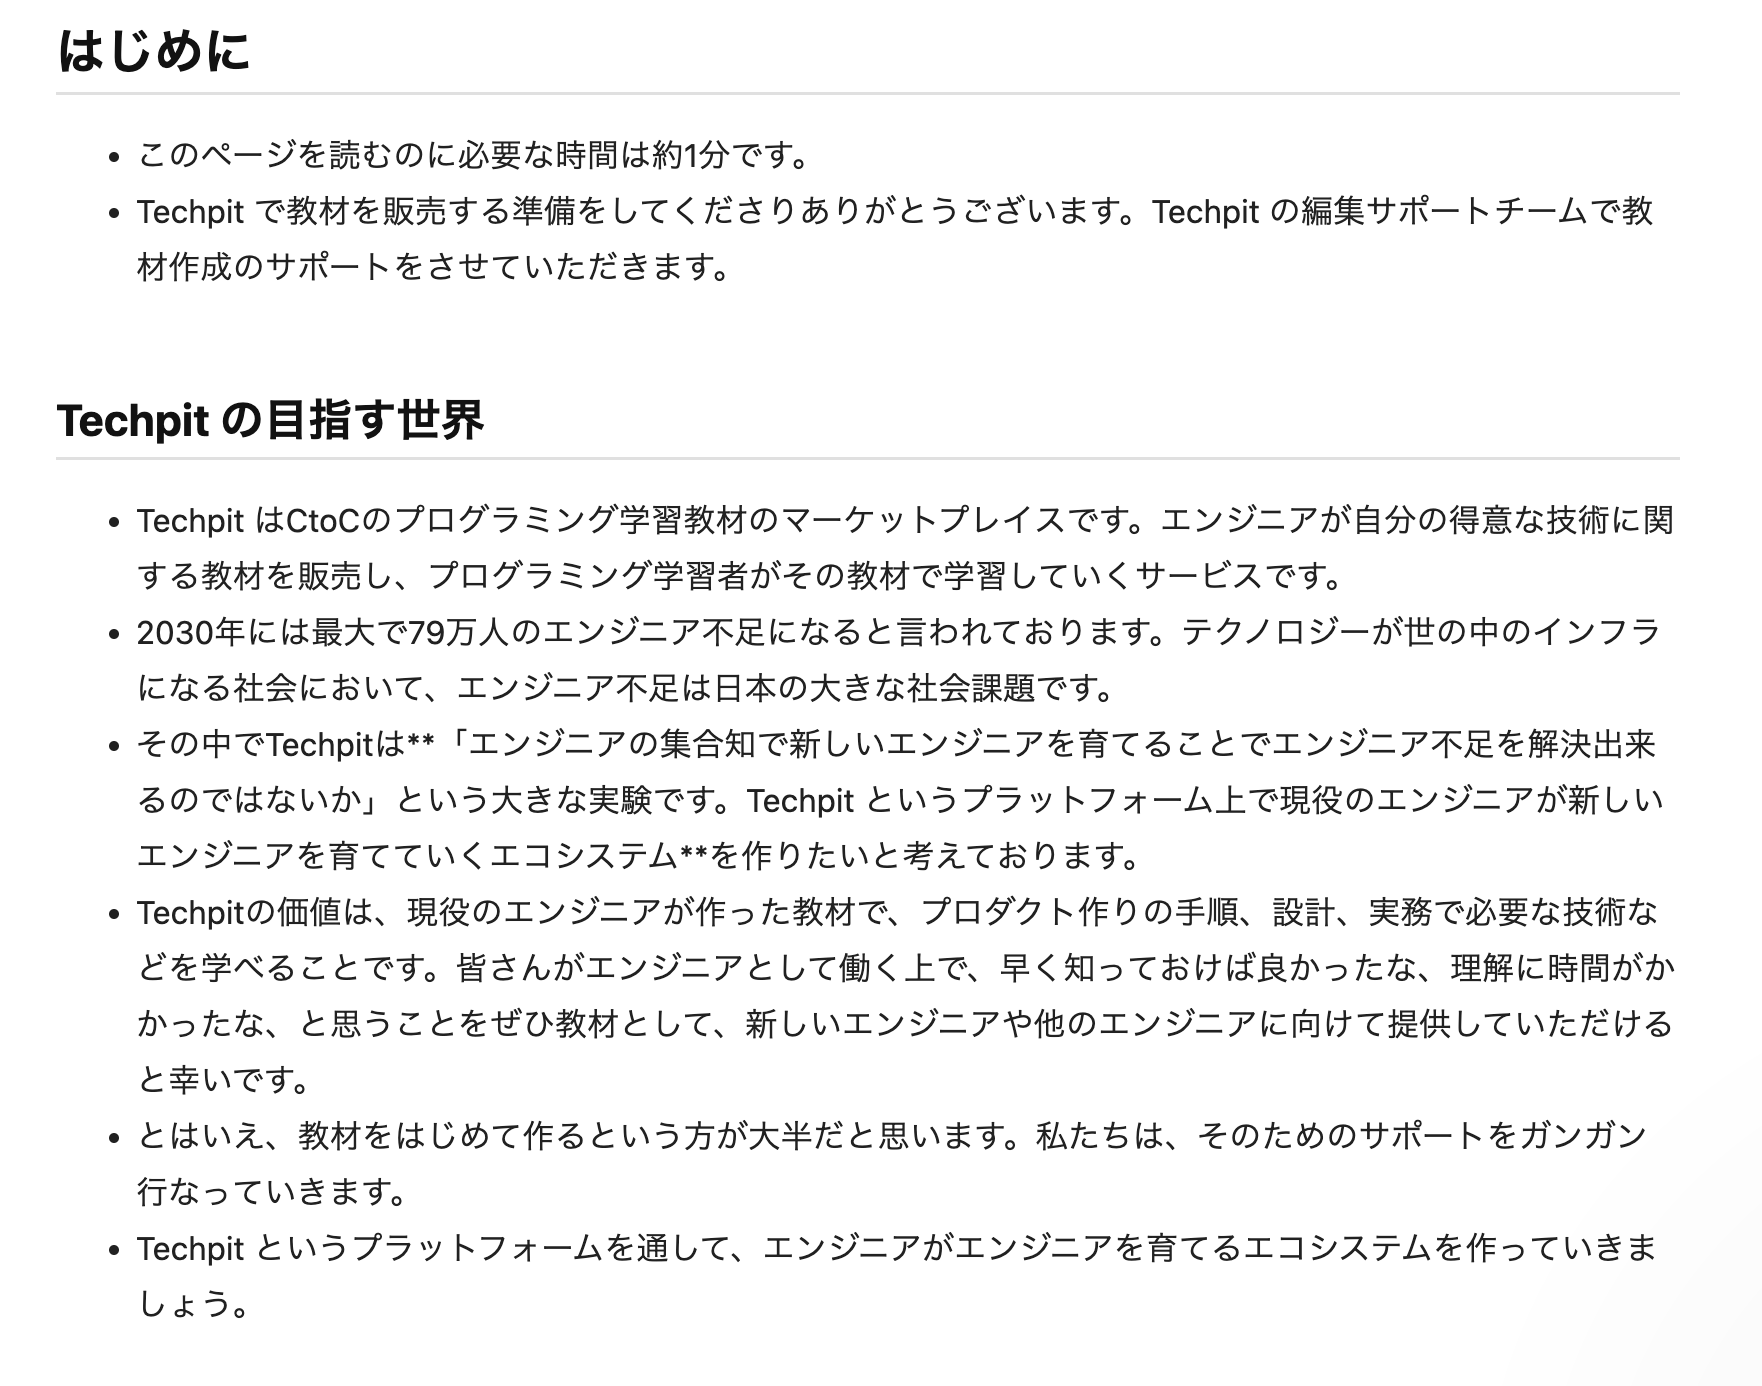 はじめに
このページを読むのに必要な時間は約1分です。
Techpit で教材を販売する準備をしてくださりありがとうございます。Techpit の編集サポートチームで教
材作成のサポートをさせていただきます。
Techpit の目指す世界
Techpit はCtoCのプログラミング学習教材のマーケットプレイスです。エンジニアが自分の得意な技術に関
する教材を販売し、プログラミング学習者がその教材で学習していくサービスです。
2030年には最大で79万人のエンジニア不足になると言われております。テクノロジーが世の中のインフラ
になる社会において、エンジニア不足は日本の大きな社会課題です。
その中でTechpitは**「エンジニアの集合知で新しいエンジニアを育てることでエンジニア不足を解決出来
るのではないか」という大きな実験です。Techpit というプラットフォーム上で現役のエンジニアが新しい
エンジニアを育てていくエコシステム**を作りたいと考えております。
Techpitの価値は、現役のエンジニアが作った教材で、プロダクト作りの手順、設計、実務で必要な技術な
どを学べることです。皆さんがエンジニアとして働く上で、早く知っておけば良かったな、理解に時間がか
かったな、と思うことをぜひ教材として、新しいエンジニアや他のエンジニアに向けて提供していただける
と幸いです。
とはいえ、教材をはじめて作るという方が大半だと思います。私たちは、そのためのサポートをガンガン
行なっていきます。
Techpit というプラットフォームを通して、エンジニアがエンジニアを育てるエコシステムを作っていきま
しょう。